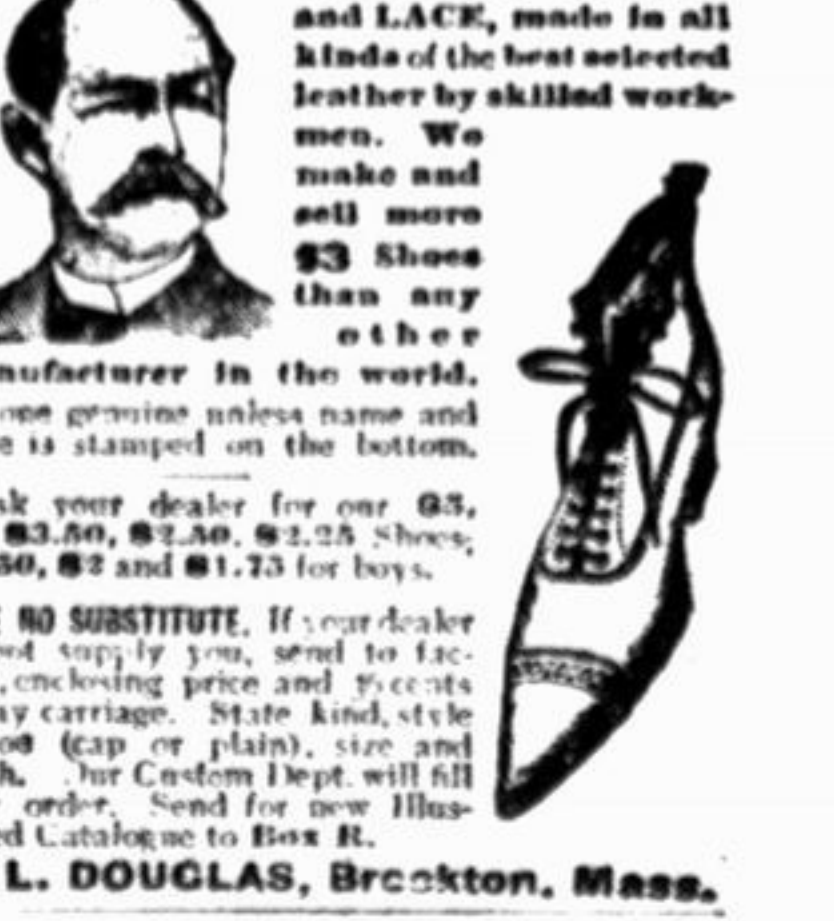 and LACE, made in all
kinds of the best selected
leather by skilled work-
men. We
make and
sell more
$3 Shoes
than any
other
nufacturer in the world.
one genuine unless name and
e is stamped on the bottom.
sk your dealer for our $5,
$3.50, $2.50, $2.25 Shoes;
50, $2 and $1.75 for boys.
E NO SUBSTITUTE. If your dealer
not supply you, send to fac-
, enclosing price and cents
ay carriage. State kind, style
toe (cap or plain), size and
h. Our Custom Dept. will fill
order. Send for new Illus-
ed Catalogue to Box R.
L. DOUGLAS, Brockton, Mass.